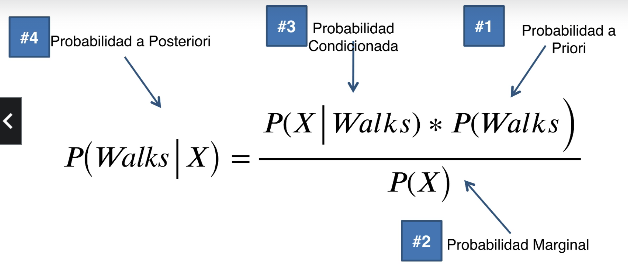 #4 Probabilidad a Posteriori
#3 Probabilidad
Condicionada
#1 Probabilidad a
Priori
P(Walks|X) = P(X|Walks) * P(Walks)
P(X)
#2 Probabilidad Marginal